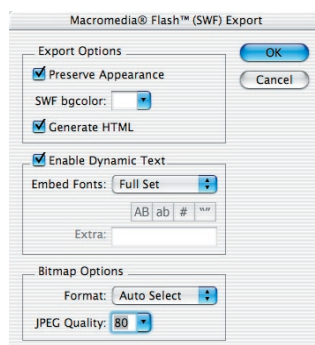 Macromedia® Flash™ (SWF) Export
Export Options
OK
Preserve Appearance
Cancel
SWF bgcolor:
Generate HTML
Enable Dynamic Text
Embed Fonts: Full Set
AB ab # ""
Extra:
Bitmap Options
Format: Auto Select
JPEG Quality: 80